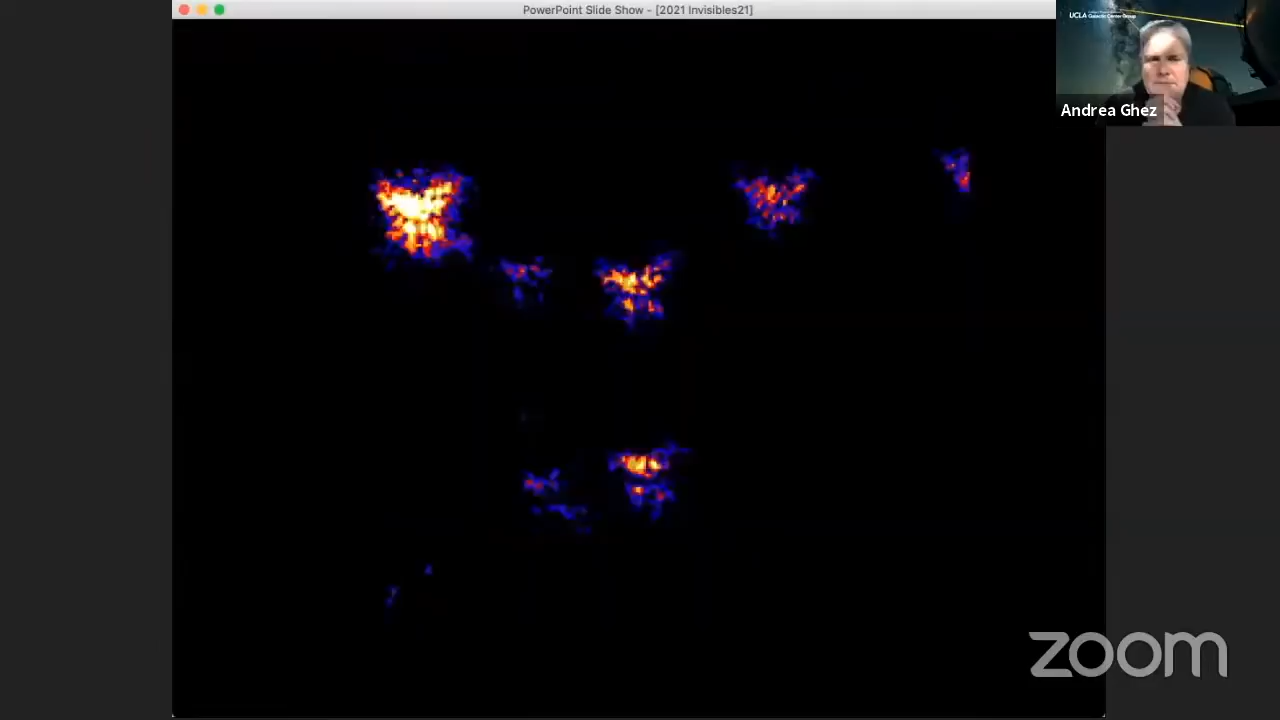 PowerPoint Slide Show - [2021 Invisibles21]
UCLA Galactic Center Group
Andrea Ghez
zoom